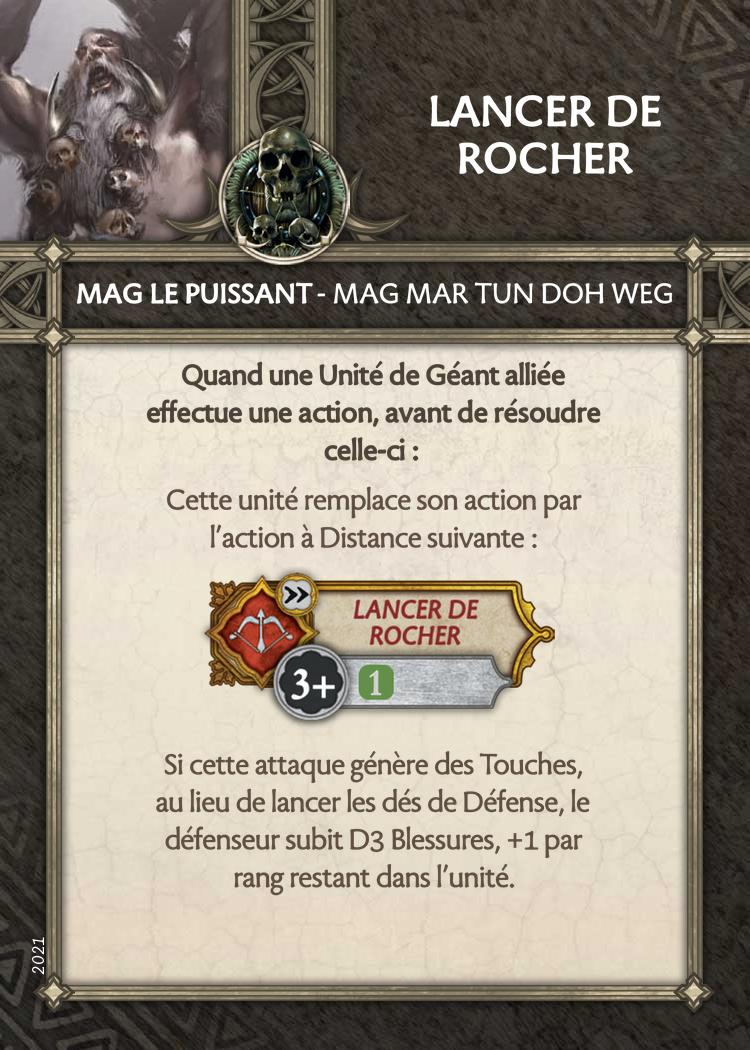 LANCER DE
ROCHER
MAG LE PUISSANT - MAG MAR TUN DOH WEG
Quand une Unité de Géant alliée
effectue une action, avant de résoudre
celle-ci :
Cette unité remplace son action par
l'action à Distance suivante :
LANCER DE
ROCHER
3+ 1
Si cette attaque génère des Touches,
au lieu de lancer les dés de Défense, le
défenseur subit D3 Blessures, +1 par
rang restant dans l'unité.
2021